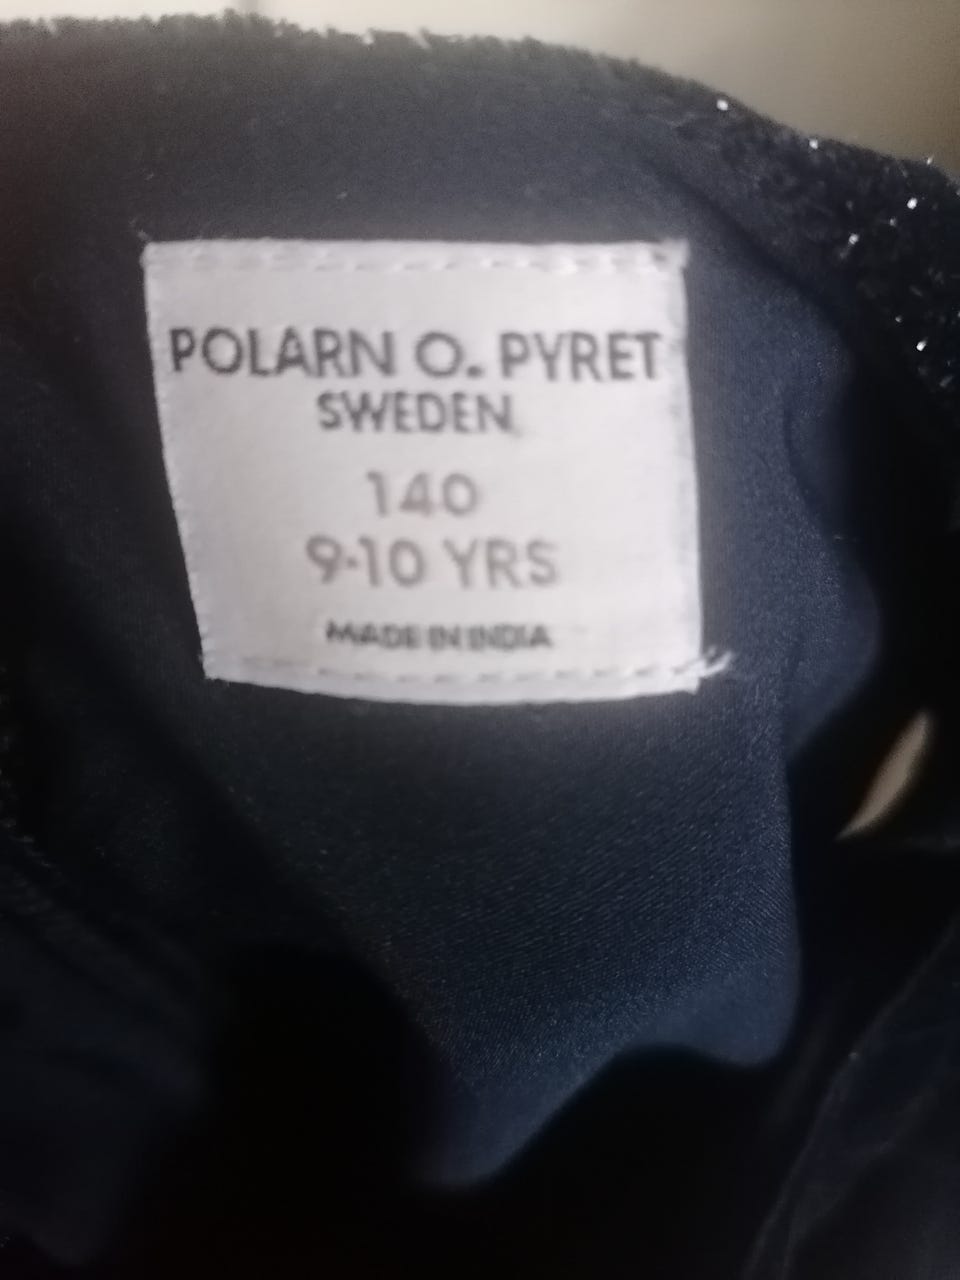 POLARN O. PYRET
SWEDEN
140
9-10 YRS
MADE IN INDIA